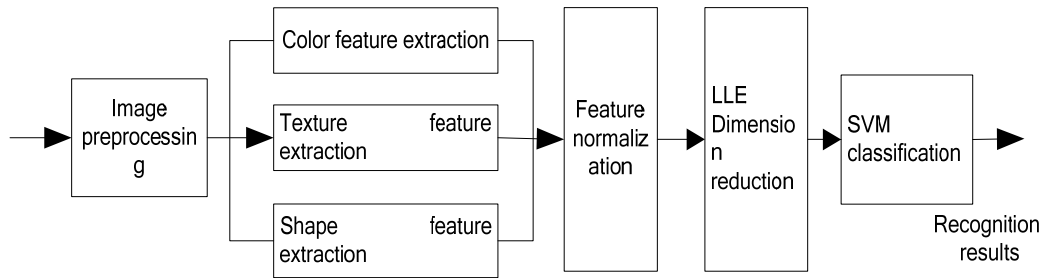 Image
preprocessin
g
Color feature extraction
Texture feature
extraction
Shape feature
extraction
Feature
normaliz
ation
LLE
Dimensio
n
reduction
SVM
classification
Recognition
results